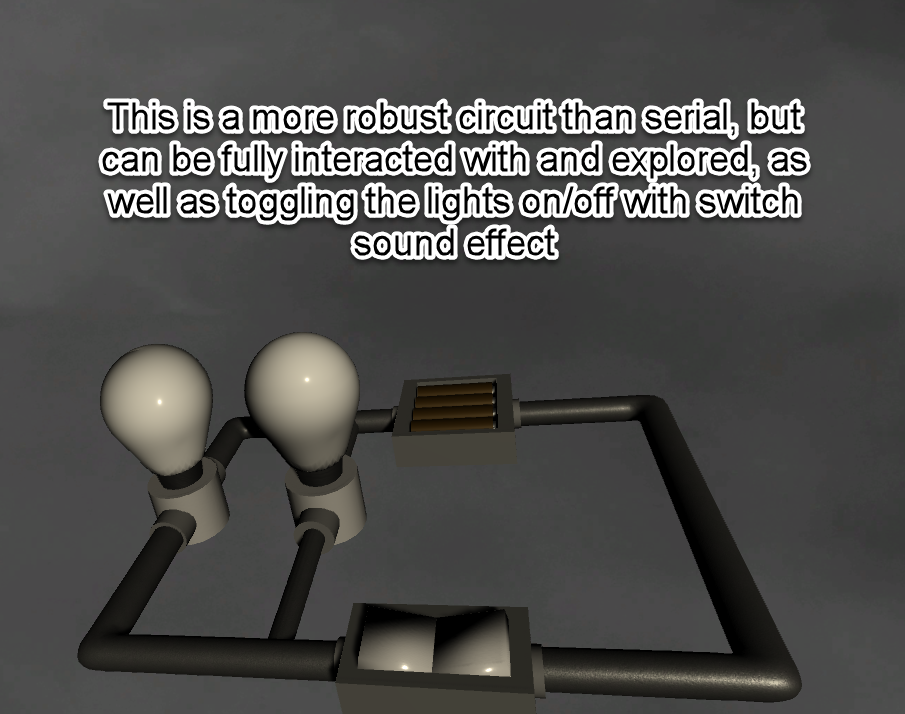 This is a more robust circuit than serial, but
can be fully interacted with and explored, as
well as toggling the lights on/off with switch
sound effect